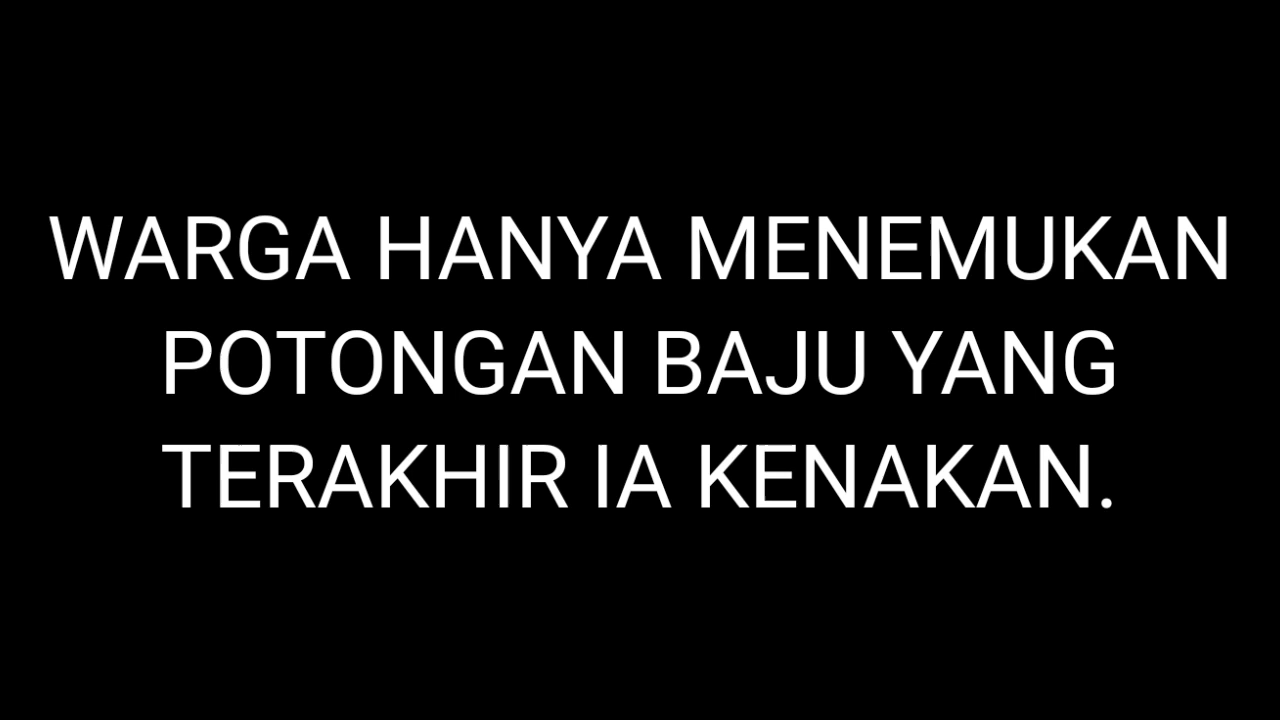 WARGA HANYA MENEMUKAN
POTONGAN BAJU YANG
TERAKHIR IA KENAKAN.